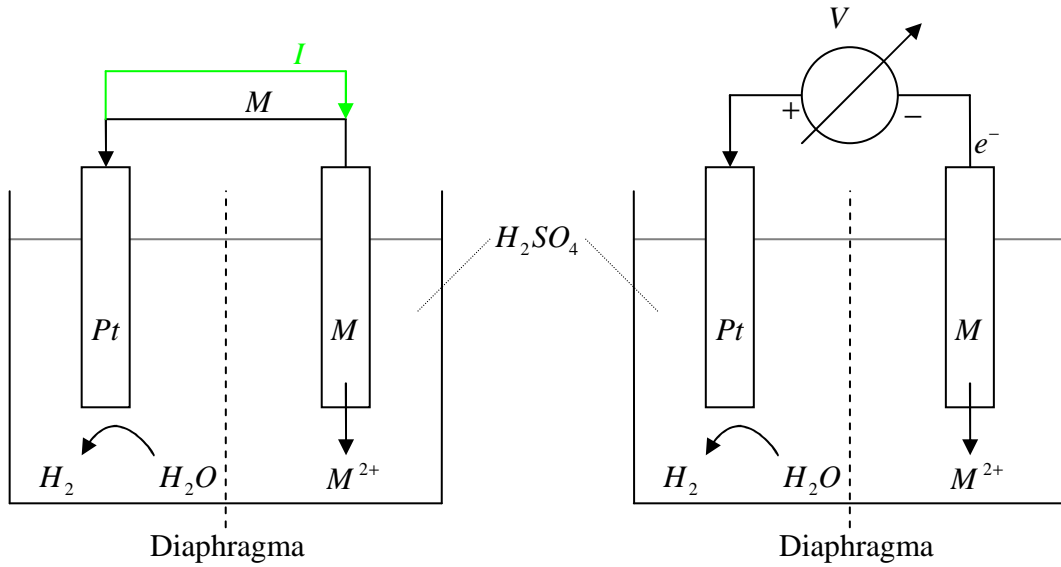 I
M
Pt
M
H₂
H₂O
M²⁺
Diaphragma
H₂SO₄
V
+
−
e⁻
Pt
M
H₂
H₂O
M²⁺
Diaphragma